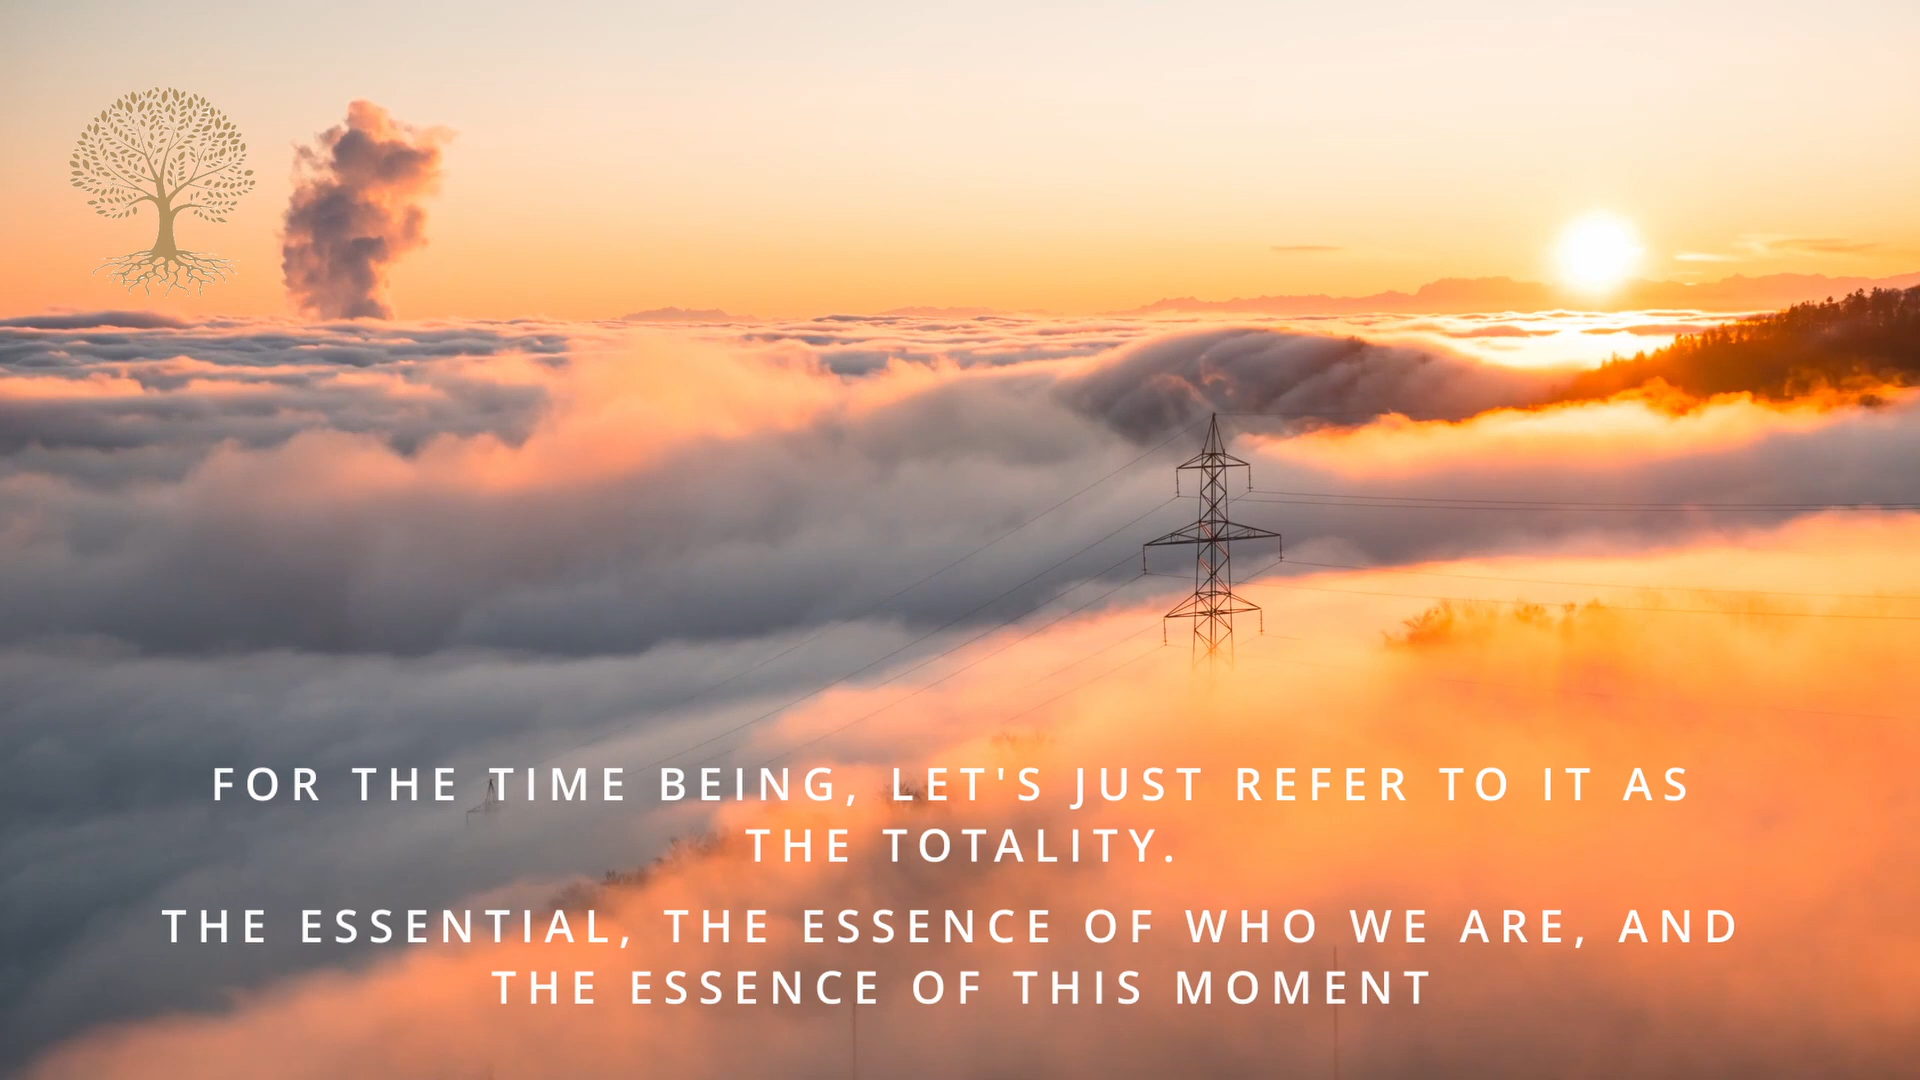 FOR THE TIME BEING, LET'S JUST REFER TO IT AS
THE TOTALITY.
THE ESSENTIAL, THE ESSENCE OF WHO WE ARE, AND
THE ESSENCE OF THIS MOMENT